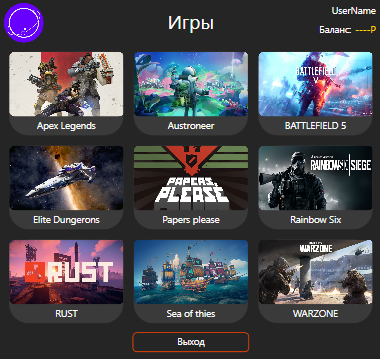 UserName
Игры
Баланс: ----Р
BATTLEFIELD V
Apex Legends
Austroneer
BATTLEFIELD 5
PAPERS,
PLEASE
RAINBOW SIX | SIEGE
Elite Dungerons
Papers please
Rainbow Six
RUST
WARZONE
RUST
Sea of thies
WARZONE
Выход